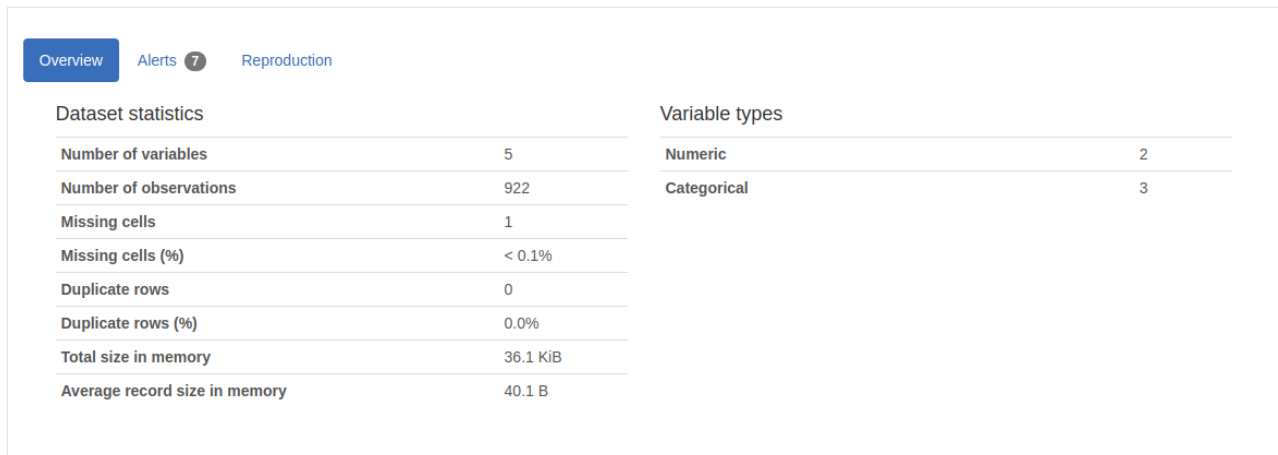 Overview Alerts 7 Reproduction
Dataset statistics
Number of variables 5
Number of observations 922
Missing cells 1
Missing cells (%) < 0.1%
Duplicate rows 0
Duplicate rows (%) 0.0%
Total size in memory 36.1 KiB
Average record size in memory 40.1 B
Variable types
Numeric 2
Categorical 3